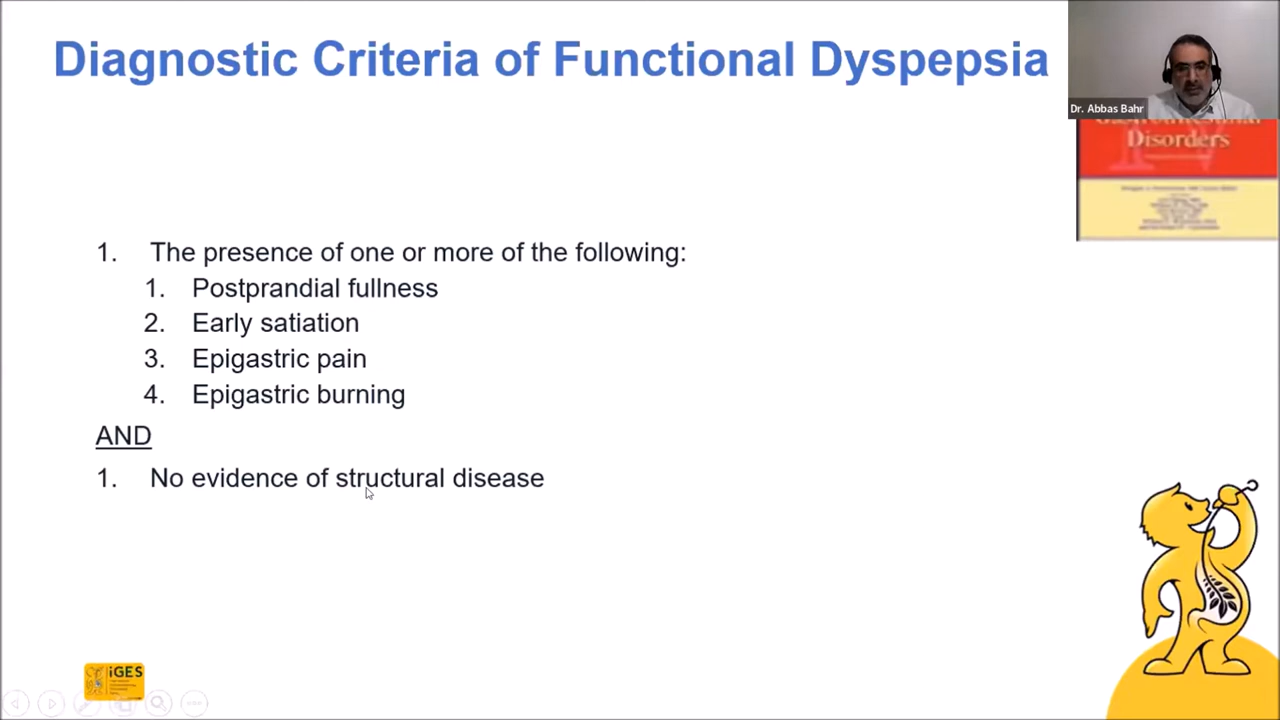 Diagnostic Criteria of Functional Dyspepsia
Dr. Abbas Bahr
Disorders
1. The presence of one or more of the following:
1. Postprandial fullness
2. Early satiation
3. Epigastric pain
4. Epigastric burning
AND
1. No evidence of structural disease
iGES